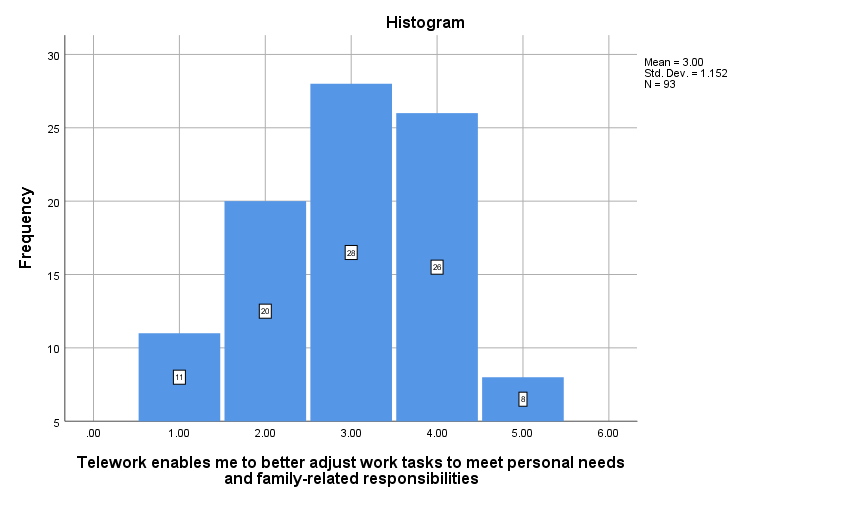 Histogram
Mean = 3.00
Std. Dev. = 1.152
N = 93
Frequency
30
25
20
15
10
5
28
26
20
11
8
.00 1.00 2.00 3.00 4.00 5.00 6.00
Telework enables me to better adjust work tasks to meet personal needs
and family-related responsibilities